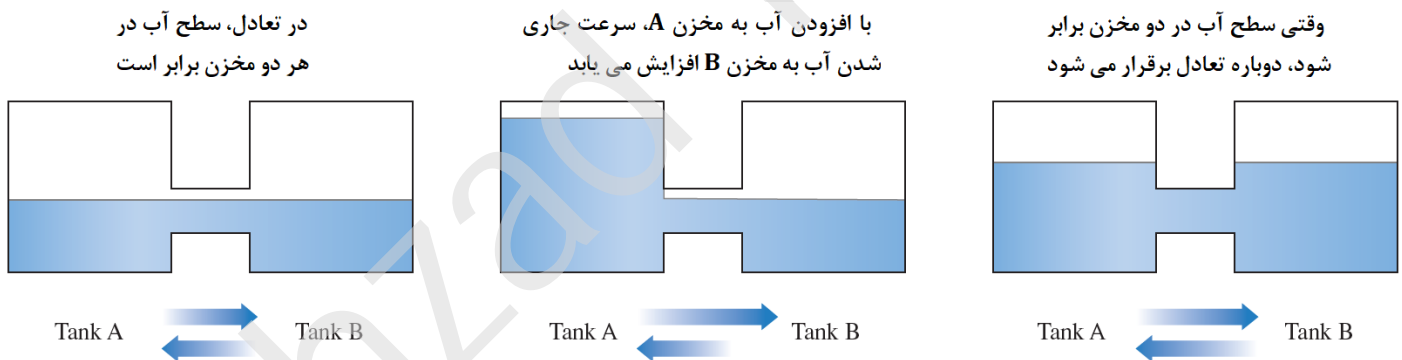 در تعادل، سطح آب در
هر دو مخزن برابر است
با افزودن آب به مخزن A، سرعت جاری
شدن آب به مخزن B افزایش می یابد
وقتی سطح آب در دو مخزن برابر
شود، دوباره تعادل برقرار می شود
Tank A
Tank B
Tank A
Tank B
Tank A
Tank B